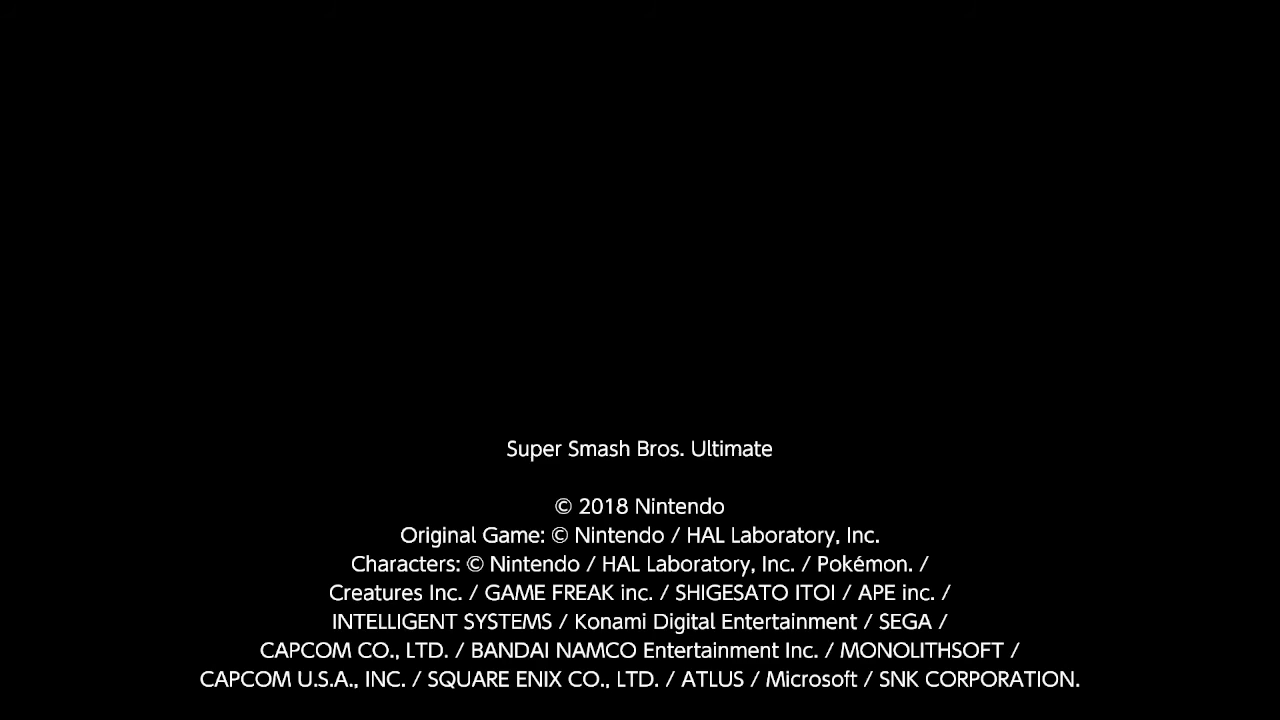 Super Smash Bros. Ultimate
© 2018 Nintendo
Original Game: © Nintendo / HAL Laboratory, Inc.
Characters: © Nintendo / HAL Laboratory, Inc. / Pokémon. /
Creatures Inc. / GAME FREAK inc. / SHIGESATO ITOI / APE inc. /
INTELLIGENT SYSTEMS / Konami Digital Entertainment / SEGA /
CAPCOM CO., LTD. / BANDAI NAMCO Entertainment Inc. / MONOLITHSOFT /
CAPCOM U.S.A., INC. / SQUARE ENIX CO., LTD. / ATLUS / Microsoft / SNK CORPORATION.